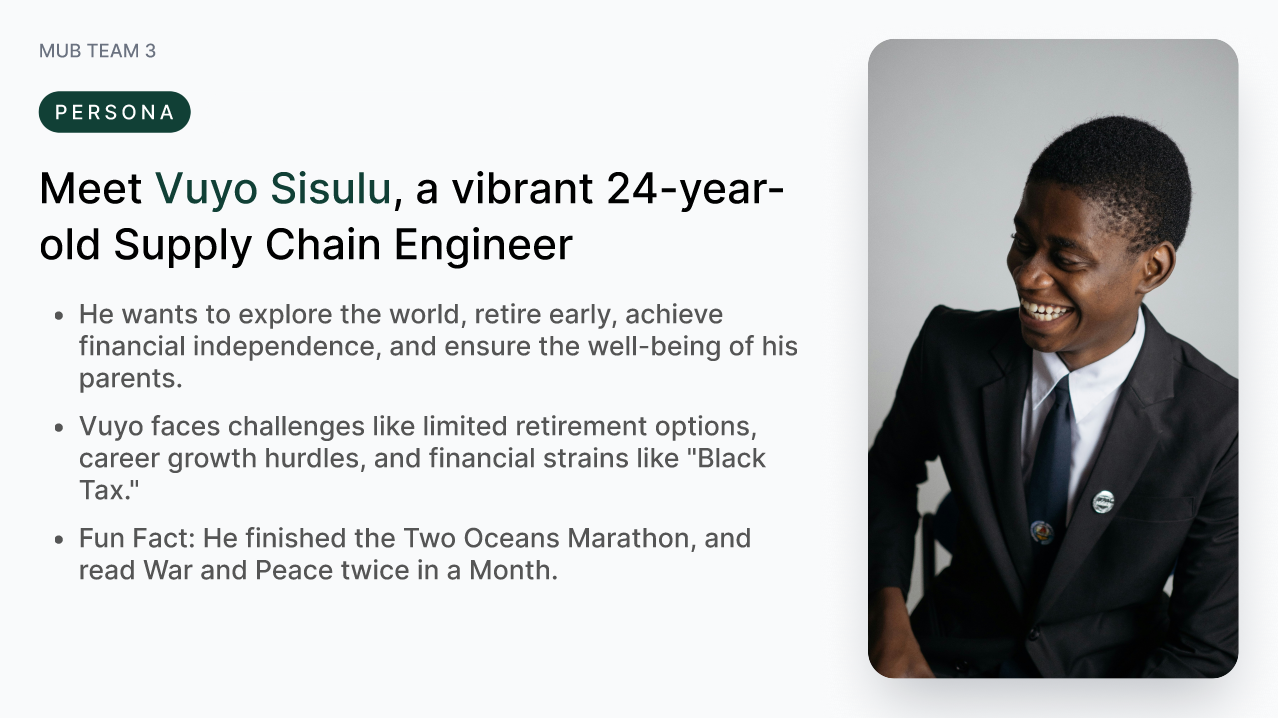 MUB TEAM 3
PERSONA
Meet Vuyo Sisulu, a vibrant 24-year-
old Supply Chain Engineer
• He wants to explore the world, retire early, achieve
financial independence, and ensure the well-being of his
parents.
• Vuyo faces challenges like limited retirement options,
career growth hurdles, and financial strains like "Black
Tax."
• Fun Fact: He finished the Two Oceans Marathon, and
read War and Peace twice in a Month.